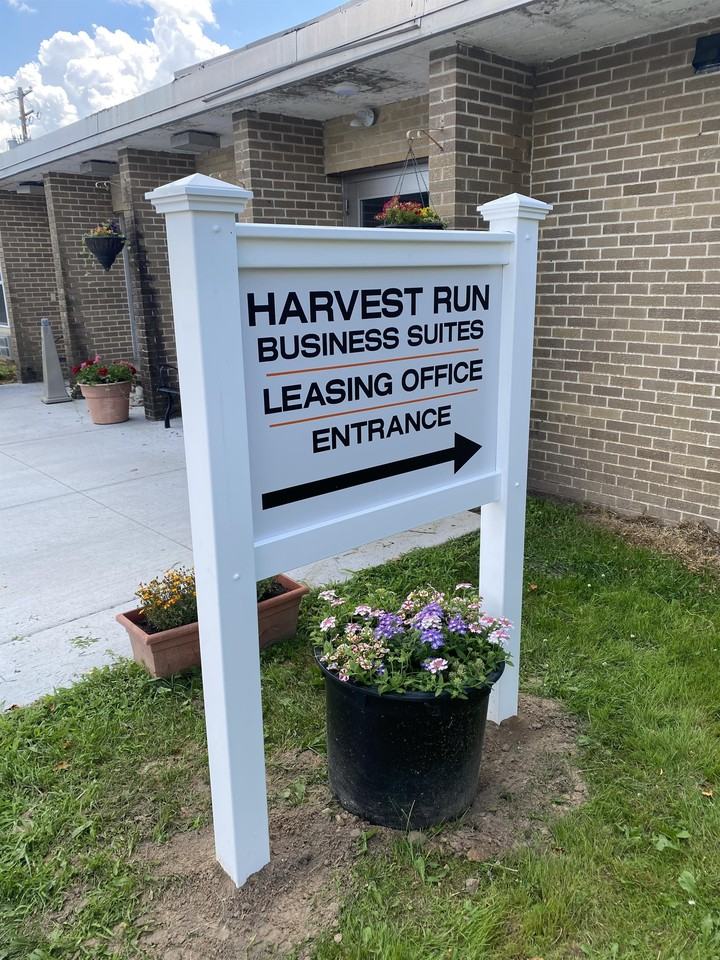 HARVEST RUN
BUSINESS SUITES
LEASING OFFICE
ENTRANCE